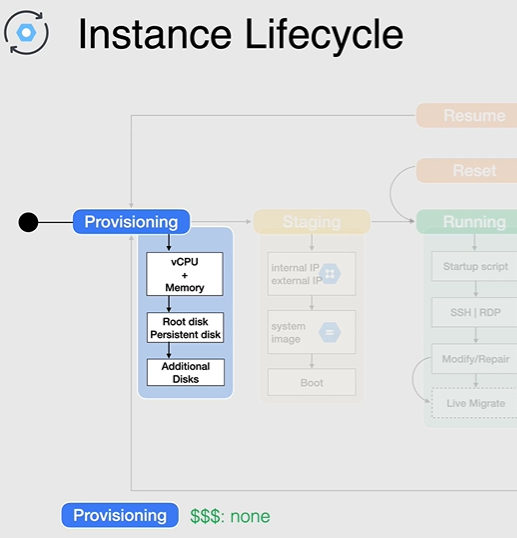 Instance Lifecycle
Resume
Reset
Provisioning
Staging
Running
vCPU
+
Memory
Root disk
Persistent disk
Additional
Disks
internal IP
external IP
system
image
Boot
Startup script
SSH | RDP
Modify/Repair
Live Migrate
Provisioning $$$: none